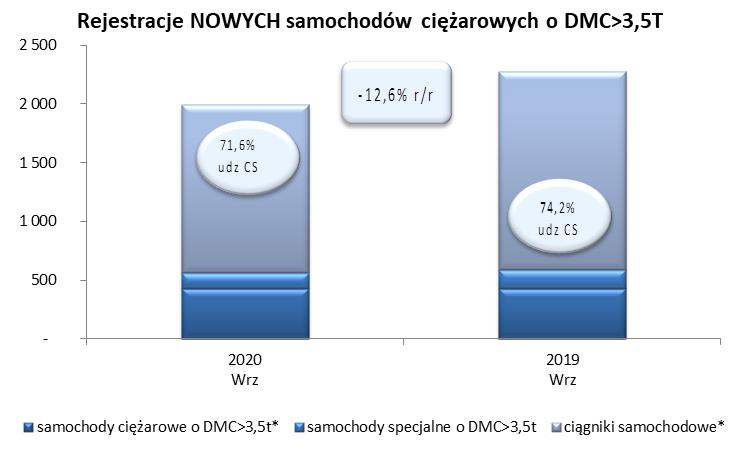 Rejestracje NOWYCH samochodów ciężarowych o DMC>3,5T
2 500
2 000
1 500
1 000
500
-
-12,6% r/r
71,6%
udz CS
74,2%
udz CS
2020
Wrz
2019
Wrz
samochody ciężarowe o DMC>3,5t*
samochody specjalne o DMC>3,5t
ciągniki samochodowe*